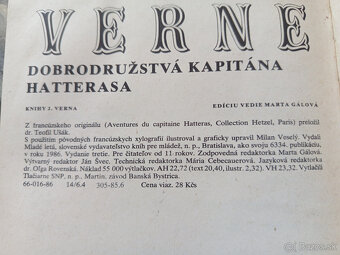 VERNE
DOBRODRUŽSTVÁ KAPITÁNA
HATTERASA
KNIHY J. VERNA
EDÍCIU VEDIE MARTA GÁLOVÁ
Z francúzskeho originálu (Aventures du capitaine Hatteras, Collection Hetzel, Paris) preložil
dr. Teofil Ušák.
S použitím pôvodných francúzskych xylografií ilustroval a graficky upravil Milan Veselý. Vydali
Mladé letá, slovenské vydavateľstvo kníh pre mládež, n. p., Bratislava, ako svoju 6334. publikáciu,
v roku 1986. Vydanie tretie. Pre čitateľov od 11 rokov. Zodpovedná redaktorka Marta Gálová.
Výtvarný redaktor Ján Švec. Technická redaktorka Mária Čebecauerová. Jazyková redaktorka
dr. Oľga Rovenská. Náklad 55 000 výtlačkov, AH 22,72 (text 20,40, ilustr. 2,32), VH 23,32. Vytlačili
Tlačiarne SNP, n. p., Martin, závod Banská Bystrica.
66-016-86 14/6.4 305-85.6 Cena viaz. 28 Kčs
bazos.sk